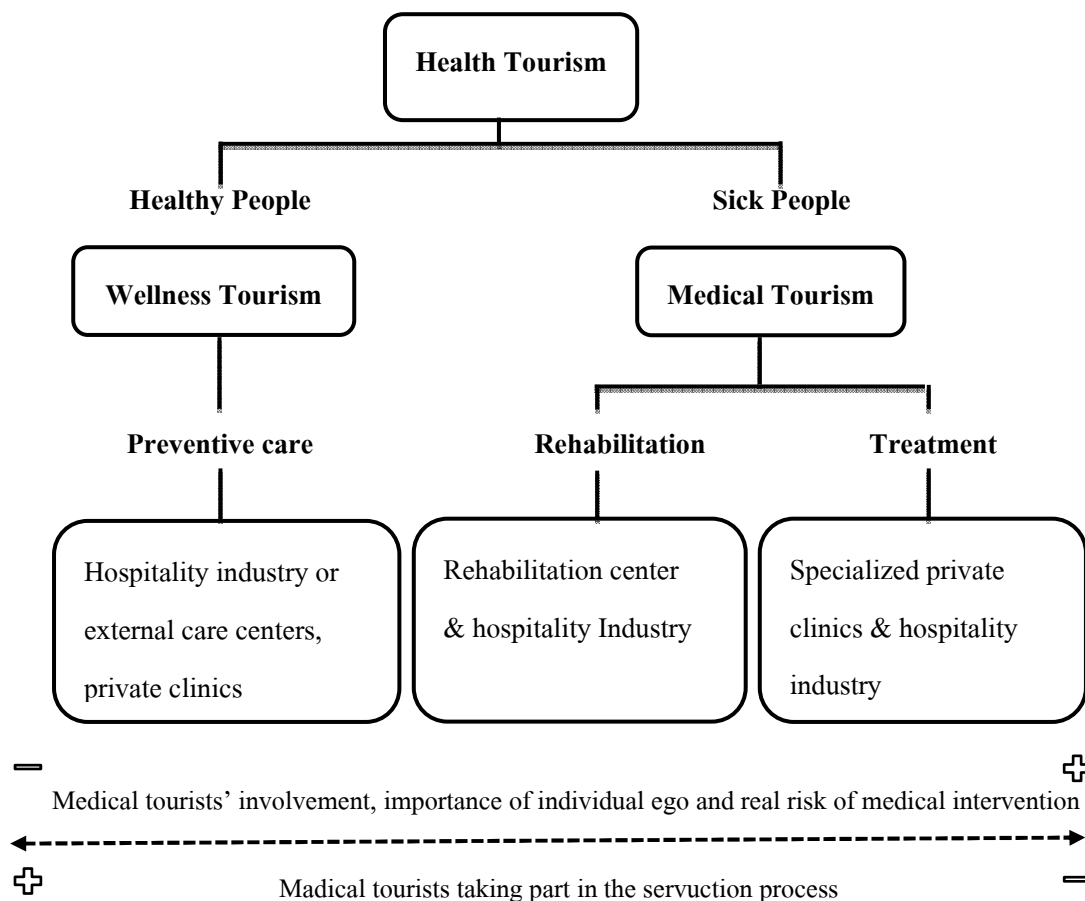 Health Tourism
Healthy People
Sick People
Wellness Tourism
Medical Tourism
Preventive care
Rehabilitation
Treatment
Hospitality industry or
external care centers,
private clinics
Rehabilitation center
& hospitality Industry
Specialized private
clinics & hospitality
industry
Medical tourists’ involvement, importance of individual ego and real risk of medical intervention
Madical tourists taking part in the servuction process